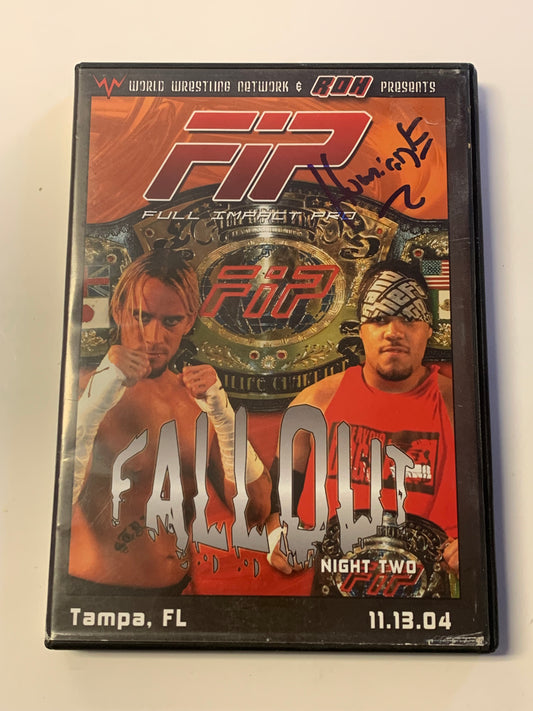 WORLD WRESTLING NETWORK & ROH PRESENTS
FIP
FULL IMPACT PRO
FIP
FALLOUT
NIGHT TWO
FIP
Tampa, FL 11.13.04